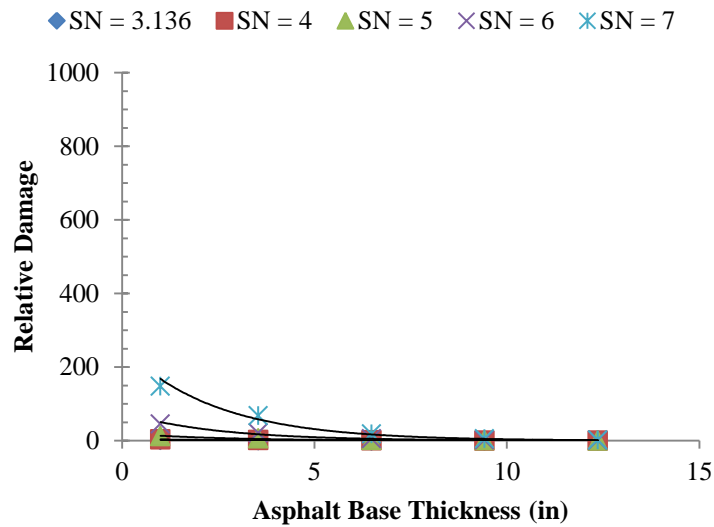 SN = 3.136 SN = 4 SN = 5 SN = 6 SN = 7
1000
800
600
400
200
0
Relative Damage
0 5 10 15
Asphalt Base Thickness (in)